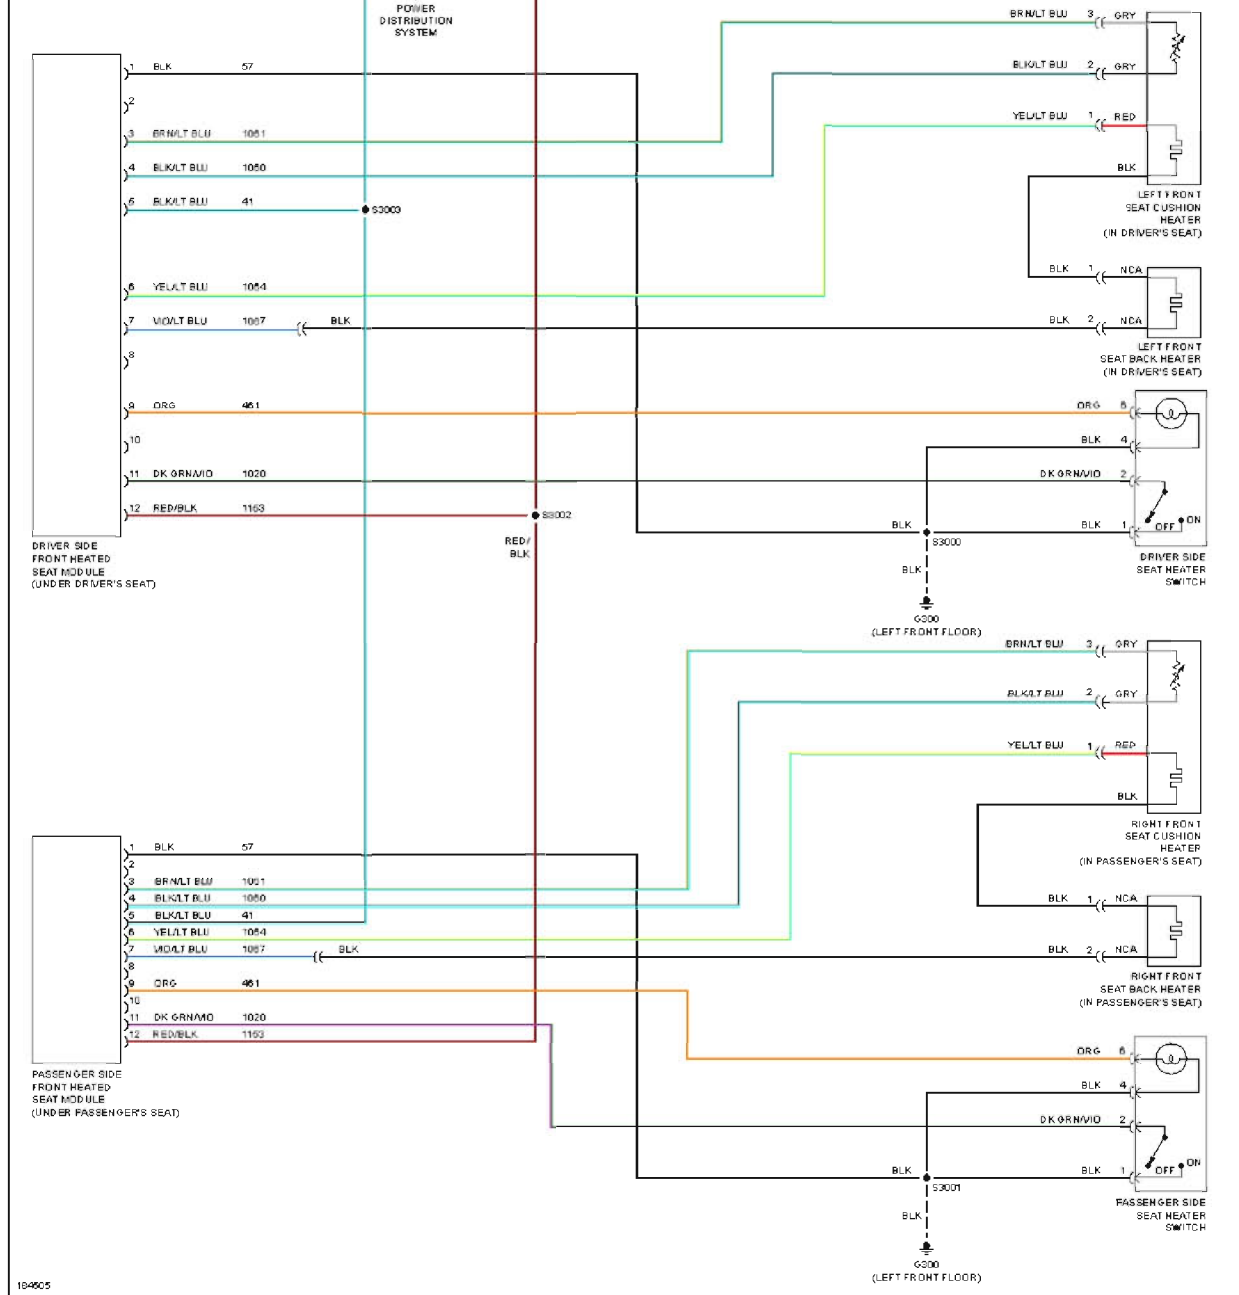 POWER
DISTRIBUTION
SYSTEM
BRN/LT BLU 3 GRY
1 BLK 57
BLK/LT BLU 2 GRY
2
YEL/LT BLU 1 RED
3 BRN/LT BLU 1051
4 BLK/LT BLU 1050
BLK
5 BLK/LT BLU 41
S3003
LEFT FRONT
SEAT CUSHION
HEATER
(IN DRIVER'S SEAT)
BLK 1 NCA
6 YEL/LT BLU 1054
7 VIO/LT BLU 1067 BLK
BLK 2 NCA
8
LEFT FRONT
SEAT BACK HEATER
(IN DRIVER'S SEAT)
9 ORG 461
ORG 6
10
BLK 4
11 DK GRN/VIO 1020
DK GRN/VIO 2
12 RED/BLK 1153
S3002
RED/
BLK
BLK
S3000
BLK 1
OFF ON
DRIVER SIDE
FRONT HEATED
SEAT MODULE
(UNDER DRIVER'S SEAT)
BLK
DRIVER SIDE
SEAT HEATER
SWITCH
G300
(LEFT FRONT FLOOR)
BRN/LT BLU 3 GRY
BLK/LT BLU 2 GRY
YEL/LT BLU 1 RED
BLK
RIGHT FRONT
SEAT CUSHION
HEATER
(IN PASSENGER'S SEAT)
1 BLK 57
2
3 BRN/LT BLU 1051
4 BLK/LT BLU 1050
5 BLK/LT BLU 41
6 YEL/LT BLU 1054
7 VIO/LT BLU 1067 BLK
8
9 ORG 461
10
11 DK GRN/VIO 1020
12 RED/BLK 1153
BLK 1 NCA
BLK 2 NCA
RIGHT FRONT
SEAT BACK HEATER
(IN PASSENGER'S SEAT)
PASSENGER SIDE
FRONT HEATED
SEAT MODULE
(UNDER PASSENGER'S SEAT)
ORG 6
BLK 4
DK GRN/VIO 2
BLK
S3001
BLK 1
OFF ON
BLK
PASSENGER SIDE
SEAT HEATER
SWITCH
G300
(LEFT FRONT FLOOR)
184505